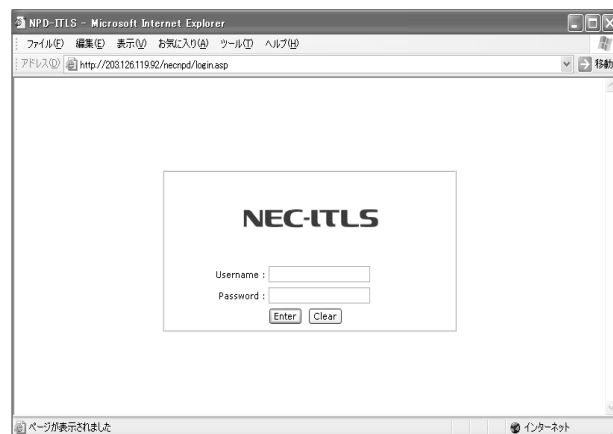 NPD-ITLS - Microsoft Internet Explorer
ファイル(F) 編集(E) 表示(V) お気に入り(A) ツール(T) ヘルプ(H)
アドレス(D) http://203.126.119.92/necnpd/login.asp 移動
NEC-ITLS
Username :
Password :
Enter Clear
ページが表示されました インターネット